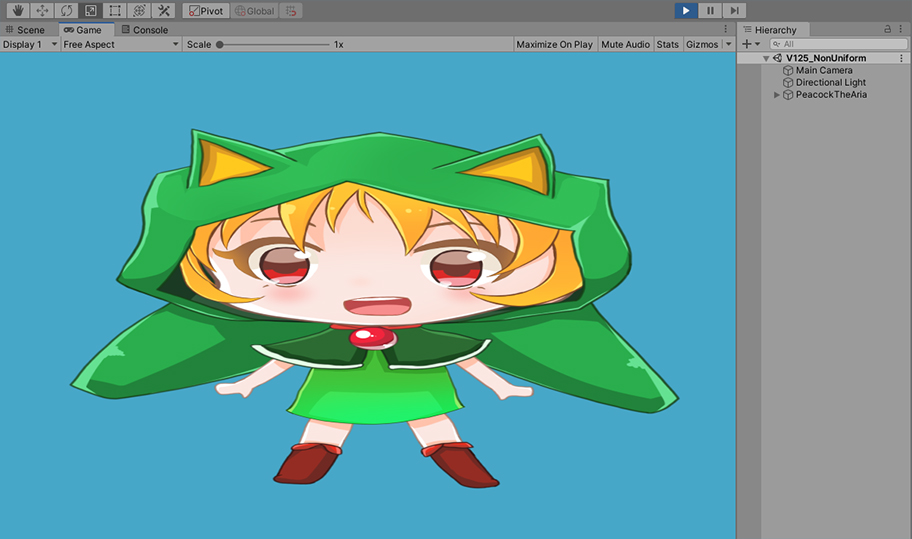 Pivot Global
Scene Game Console
Display 1 Free Aspect Scale 1x Maximize On Play Mute Audio Stats Gizmos
Hierarchy
All
V125_NonUniform
Main Camera
Directional Light
PeacockTheAria